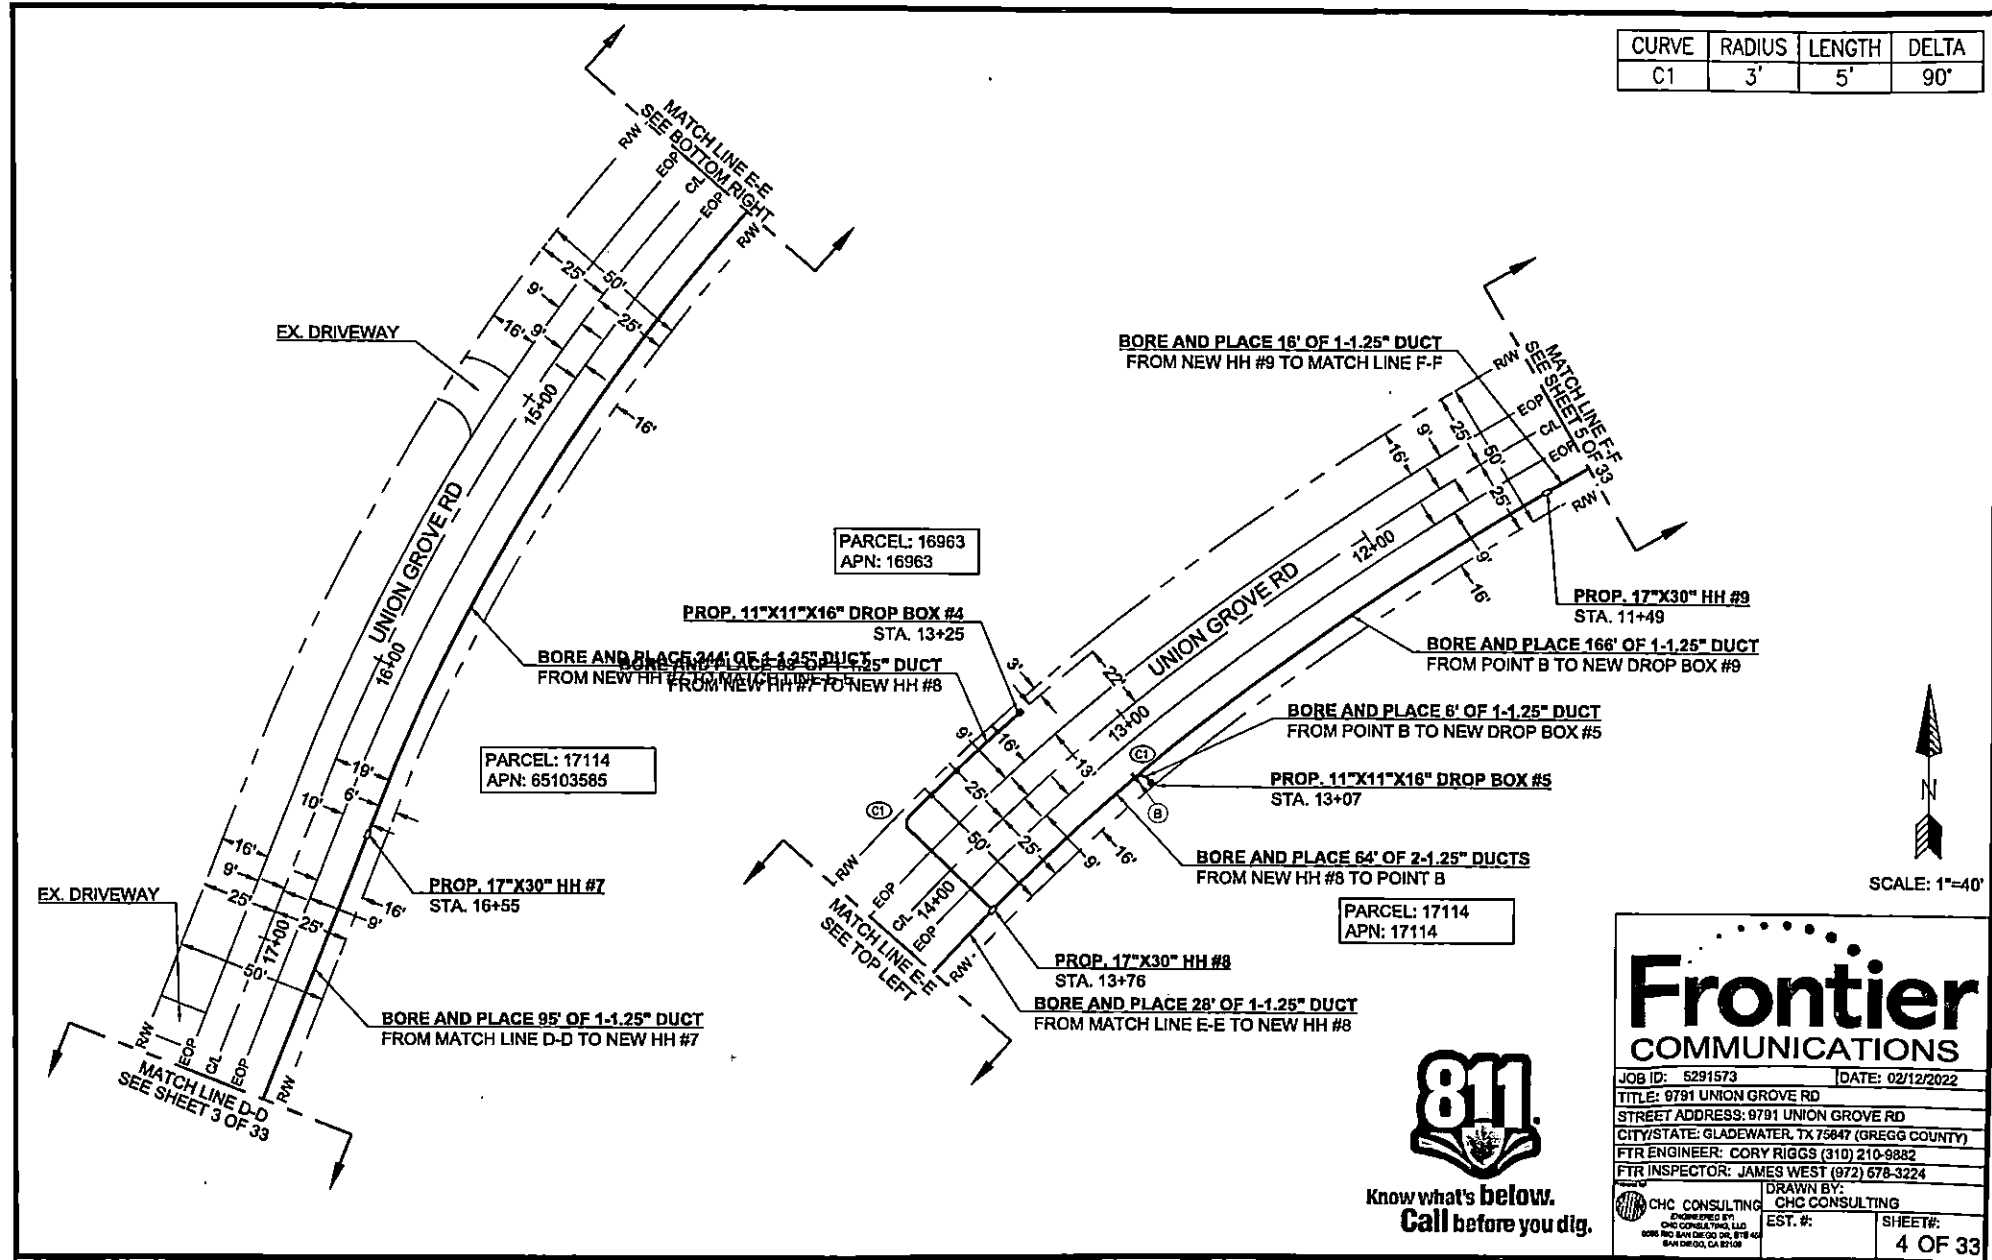 CURVE RADIUS LENGTH DELTA
C1 3' 5' 90°
MATCH LINE E-E
SEE BOTTOM RIGHT
R/W
EOP
C/L
EOP
R/W
25'
50'
9'
25'
16'
9'
EX. DRIVEWAY
15+00
16'
UNION GROVE RD
16+00
BORE AND PLACE 244' OF 1-1.25" DUCT
FROM NEW HH #7 TO MATCH LINE E-E
PARCEL: 17114
APN: 65103585
19'
10'
6'
16'
9'
25'
25'
17+00
50'
16'
9'
PROP. 17"X30" HH #7
STA. 16+55
EX. DRIVEWAY
BORE AND PLACE 95' OF 1-1.25" DUCT
FROM MATCH LINE D-D TO NEW HH #7
R/W
EOP
C/L
EOP
R/W
MATCH LINE D-D
SEE SHEET 3 OF 33
BORE AND PLACE 16' OF 1-1.25" DUCT
FROM NEW HH #9 TO MATCH LINE F-F
R/W
MATCH LINE F-F
SEE SHEET 5 OF 33
EOP
C/L
EOP
R/W
25'
50'
25'
9'
16'
12+00
9'
16'
PARCEL: 16963
APN: 16963
PROP. 11"X11"X16" DROP BOX #4
STA. 13+25
BORE AND PLACE OF 1-1.25" DUCT
FROM NEW HH #7 TO NEW HH #8
UNION GROVE RD
PROP. 17"X30" HH #9
STA. 11+49
BORE AND PLACE 166' OF 1-1.25" DUCT
FROM POINT B TO NEW DROP BOX #9
3'
22'
13+00
BORE AND PLACE 6' OF 1-1.25" DUCT
FROM POINT B TO NEW DROP BOX #5
9'
16'
13'
C1
PROP. 11"X11"X16" DROP BOX #5
STA. 13+07
B
C1
25'
50'
25'
9'
16'
BORE AND PLACE 64' OF 2-1.25" DUCTS
FROM NEW HH #8 TO POINT B
PARCEL: 17114
APN: 17114
R/W
EOP
C/L
14+00
EOP
R/W
MATCH LINE E-E
SEE TOP LEFT
PROP. 17"X30" HH #8
STA. 13+76
BORE AND PLACE 28' OF 1-1.25" DUCT
FROM MATCH LINE E-E TO NEW HH #8
N
SCALE: 1"=40'
811.
Know what's below.
Call before you dig.
Frontier
COMMUNICATIONS
JOB ID: 5291573 DATE: 02/12/2022
TITLE: 9791 UNION GROVE RD
STREET ADDRESS: 9791 UNION GROVE RD
CITY/STATE: GLADEWATER, TX 75647 (GREGG COUNTY)
FTR ENGINEER: CORY RIGGS (310) 210-9882
FTR INSPECTOR: JAMES WEST (972) 578-3224
CHC CONSULTING
ENGINEERED BY:
CHC CONSULTING, LLC
SAN DIEGO, CA 92108
DRAWN BY:
CHC CONSULTING
EST. #:
SHEET#:
4 OF 33